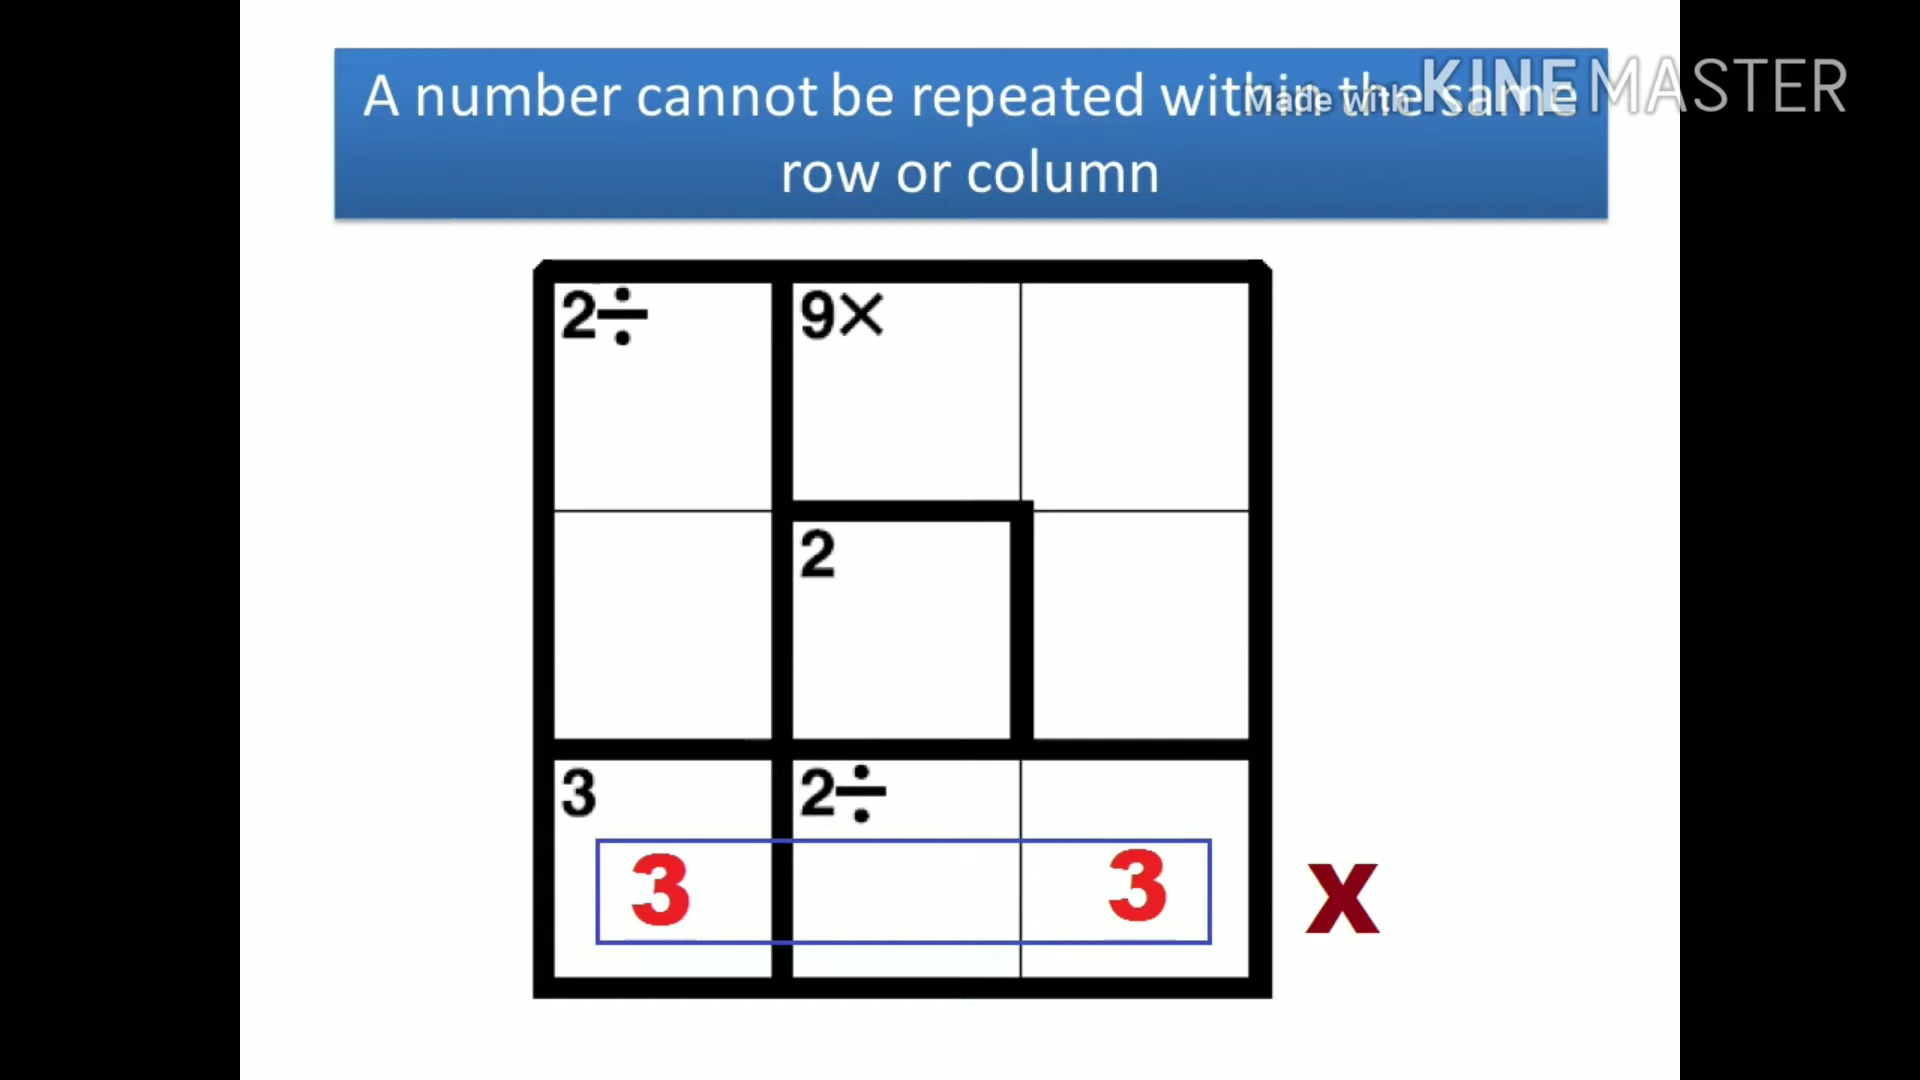 A number cannot be repeated within the same
Made with KINEMASTER
row or column
2÷ 9×
2
3 2÷
3 3 X